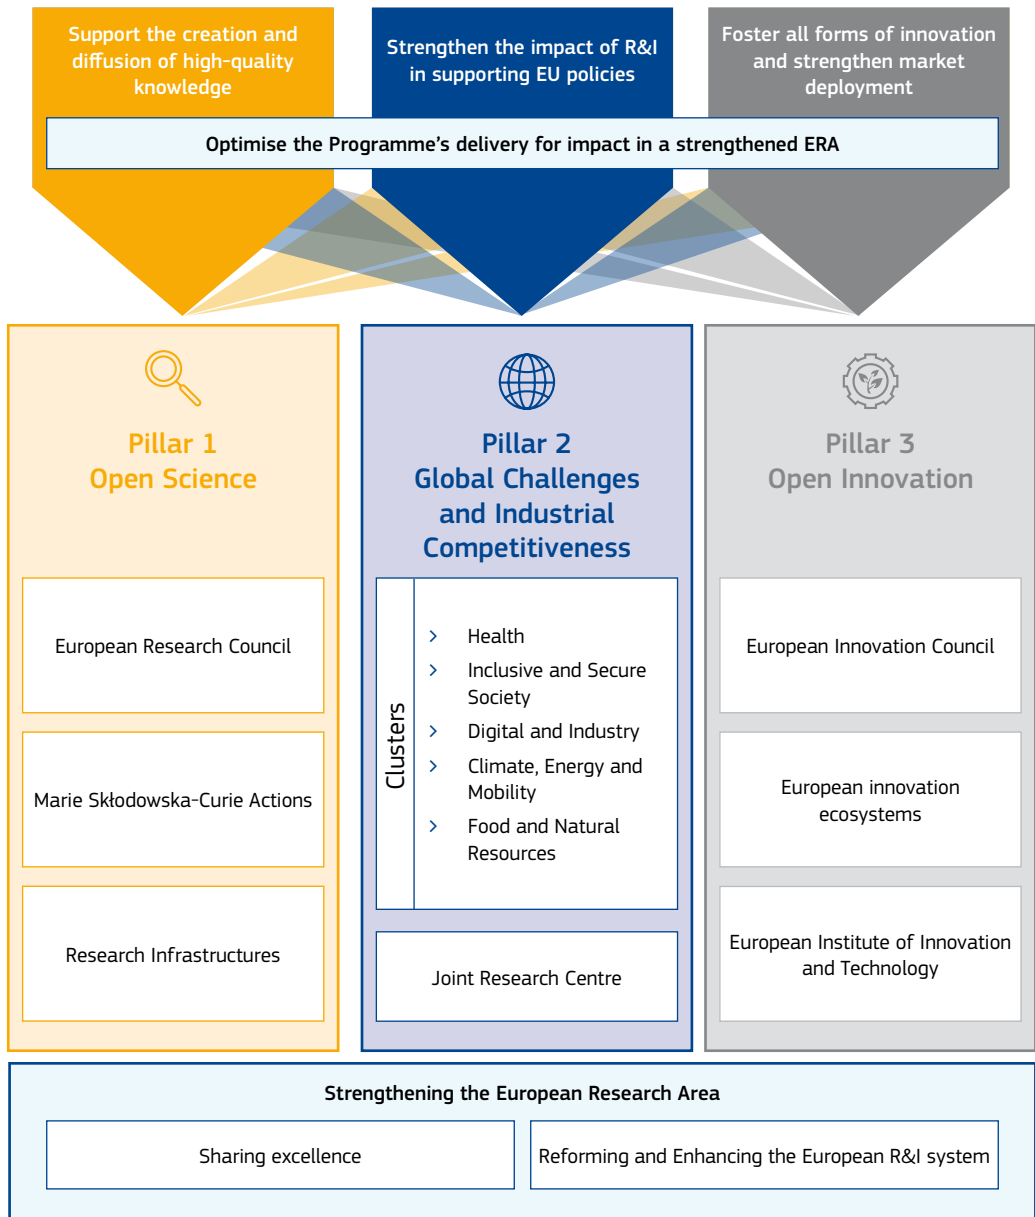 Support the creation and
diffusion of high-quality
knowledge
Strengthen the impact of R&I
in supporting EU policies
Foster all forms of innovation
and strengthen market
deployment
Optimise the Programme’s delivery for impact in a strengthened ERA
Pillar 1
Open Science
European Research Council
Marie Skłodowska-Curie Actions
Research Infrastructures
Pillar 2
Global Challenges
and Industrial
Competitiveness
Clusters
Health
Inclusive and Secure
Society
Digital and Industry
Climate, Energy and
Mobility
Food and Natural
Resources
Joint Research Centre
Pillar 3
Open Innovation
European Innovation Council
European innovation
ecosystems
European Institute of Innovation
and Technology
Strengthening the European Research Area
Sharing excellence
Reforming and Enhancing the European R&I system